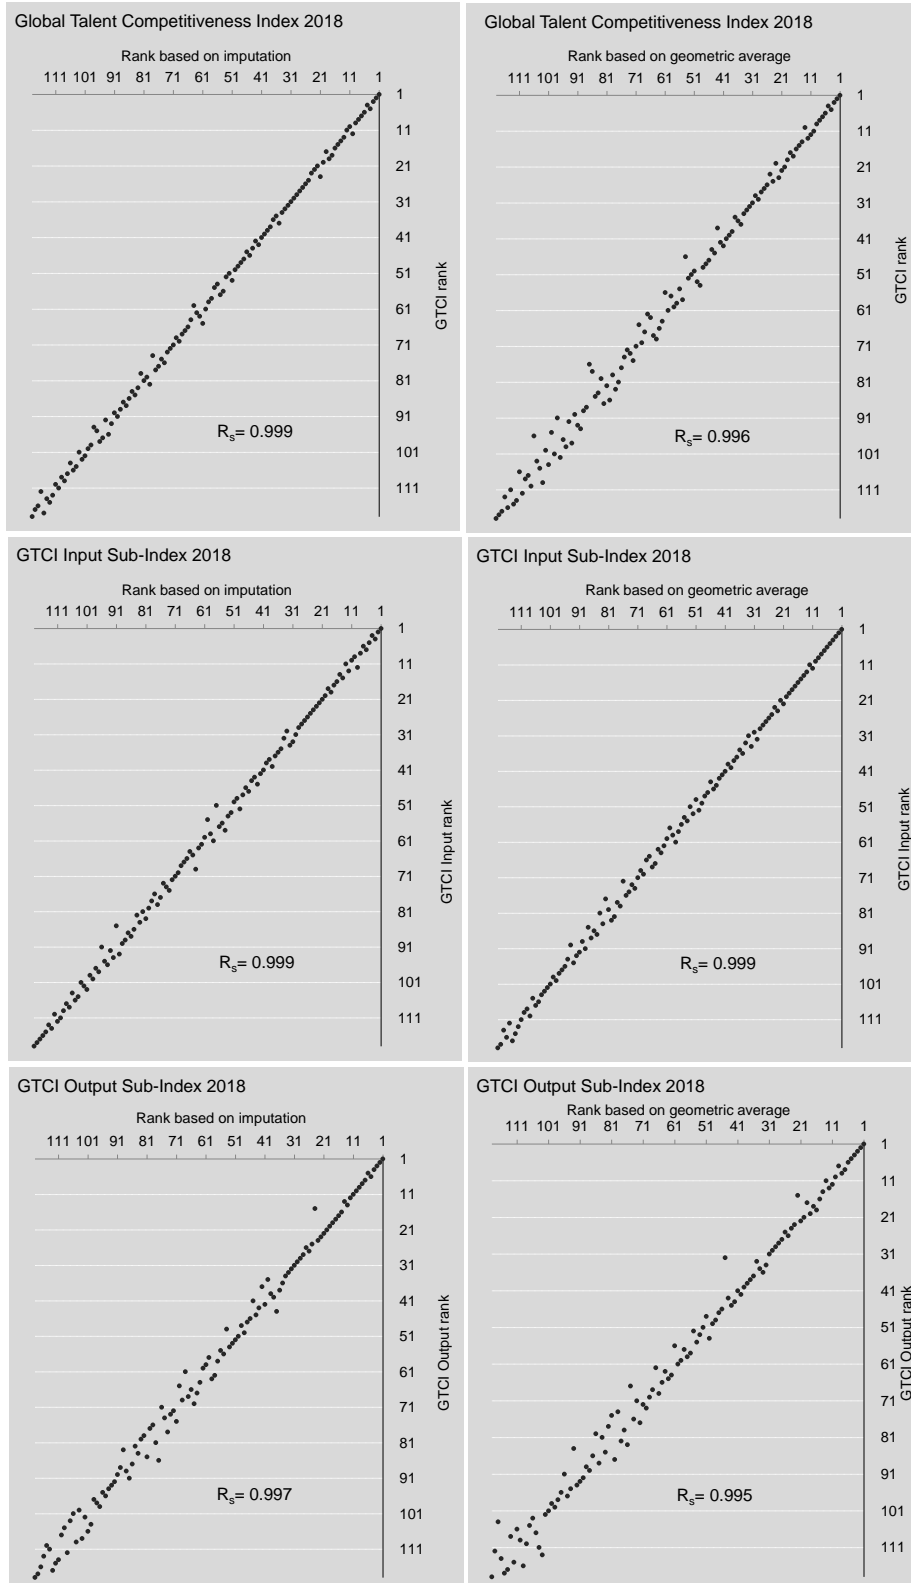 Global Talent Competitiveness Index 2018
Rank based on imputation
111 101 91 81 71 61 51 41 31 21 11 1
1
11
21
31
41
51
61
71
81
91
101
111
GTCI rank
Rs= 0.999
Global Talent Competitiveness Index 2018
Rank based on geometric average
111 101 91 81 71 61 51 41 31 21 11 1
1
11
21
31
41
51
61
71
81
91
101
111
GTCI rank
Rs= 0.996
GTCI Input Sub-Index 2018
Rank based on imputation
111 101 91 81 71 61 51 41 31 21 11 1
1
11
21
31
41
51
61
71
81
91
101
111
GTCI Input rank
Rs= 0.999
GTCI Input Sub-Index 2018
Rank based on geometric average
111 101 91 81 71 61 51 41 31 21 11 1
1
11
21
31
41
51
61
71
81
91
101
111
GTCI Input rank
Rs= 0.999
GTCI Output Sub-Index 2018
Rank based on imputation
111 101 91 81 71 61 51 41 31 21 11 1
1
11
21
31
41
51
61
71
81
91
101
111
GTCI Output rank
Rs= 0.997
GTCI Output Sub-Index 2018
Rank based on geometric average
111 101 91 81 71 61 51 41 31 21 11 1
1
11
21
31
41
51
61
71
81
91
101
111
GTCI Output rank
Rs= 0.995